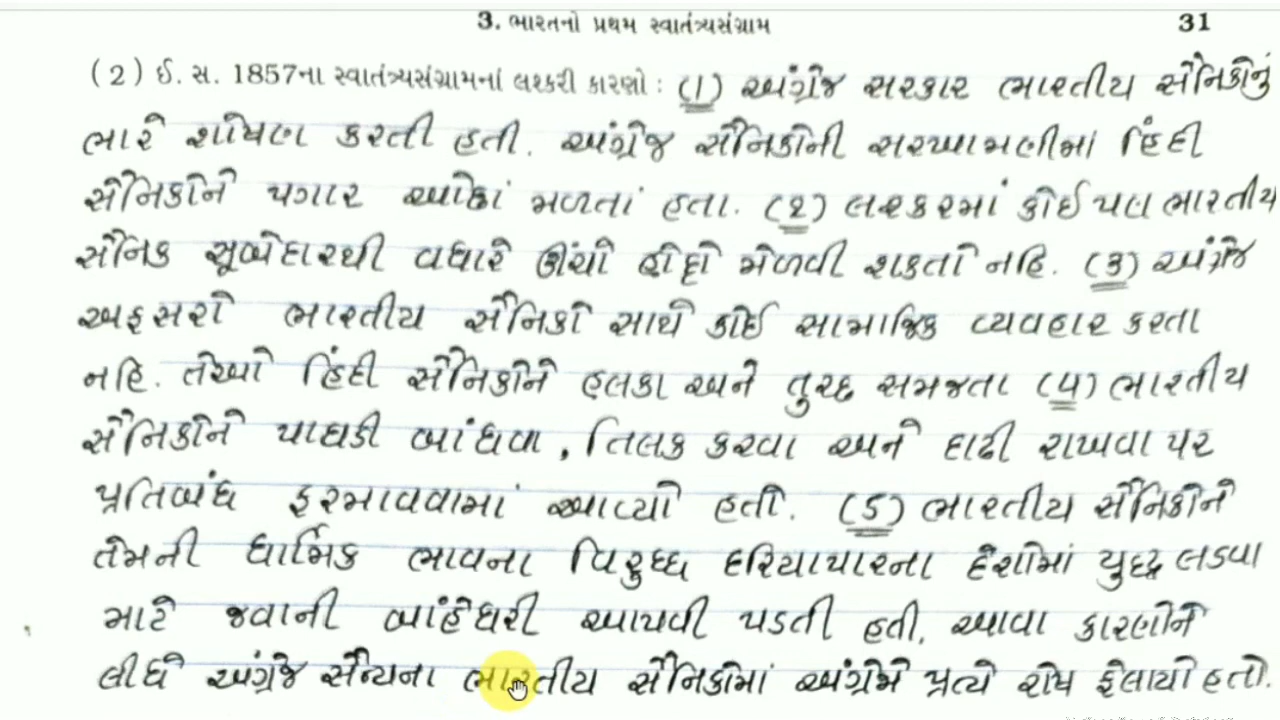 3. ભારતનો પ્રથમ સ્વાતંત્ર્યસંગ્રામ 31
(2) ઈ. સ. 1857ના સ્વાતંત્ર્યસંગ્રામનાં લશ્કરી કારણો : (1) અંગ્રેજ સરકાર ભારતીય સૈનિકોનું
ભારે શોષણ કરતી હતી. અંગ્રેજ સૈનિકોની સરખામણીમાં હિંદી
સૈનિકોને પગાર ઓછાં મળતાં હતા. (૨) લશ્કરમાં કોઈ પણ ભારતીય
સૈનિક સૂબેદારથી વધારે ઊંચો હોદ્દો મેળવી શકતો નહિ. (૩) અંગ્રેજ
અફસરો ભારતીય સૈનિકો સાથે કોઈ સામાજિક વ્યવહાર કરતા
નહિ. તેઓ હિંદી સૈનિકોને હલકા અને તુચ્છ સમજતા (૪) ભારતીય
સૈનિકોને પાઘડી બાંધવા, તિલક કરવા અને દાઢી રાખવા પર
પ્રતિબંધ ફરમાવવામાં આવ્યો હતો. (5) ભારતીય સૈનિકોને
તેમની ધાર્મિક ભાવના વિરુદ્ધ દરિયાપારના દેશોમાં યુદ્ધ લડવા
માટે જવાની બાંહેધરી આપવી પડતી હતી. આવા કારણોને
લીધે અંગ્રેજ સૈન્યના ભારતીય સૈનિકોમાં અંગ્રેજો પ્રત્યે રોષ ફેલાયો હતો.